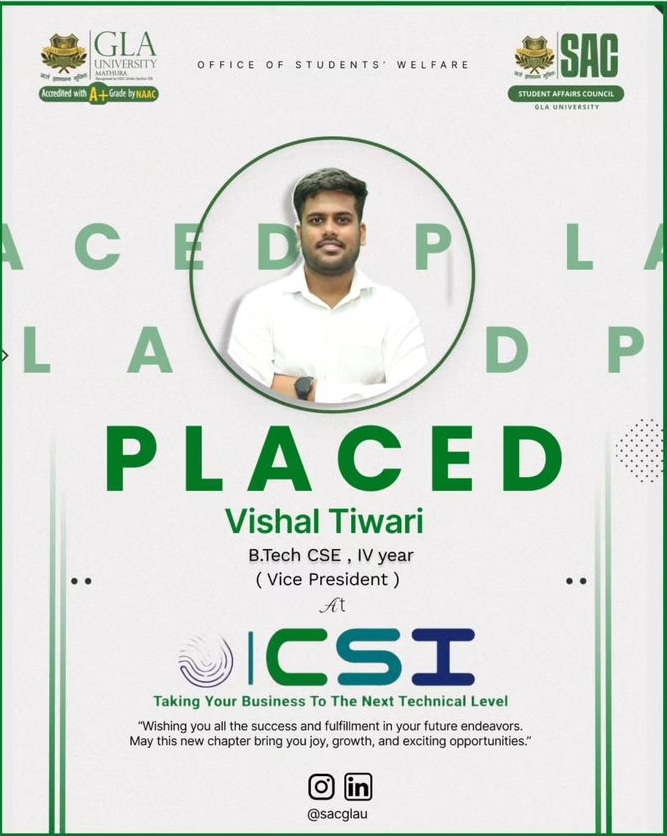 GLA
UNIVERSITY
MATHURA
Accredited with A+ Grade by NAAC
OFFICE OF STUDENTS' WELFARE
SAC
STUDENT AFFAIRS COUNCIL
GLA UNIVERSITY
A C E D P L A
L A D P
PLACED
Vishal Tiwari
B.Tech CSE , IV year
( Vice President )
At
CSI
Taking Your Business To The Next Technical Level
“Wishing you all the success and fulfillment in your future endeavors.
May this new chapter bring you joy, growth, and exciting opportunities.”
in
@sacglau